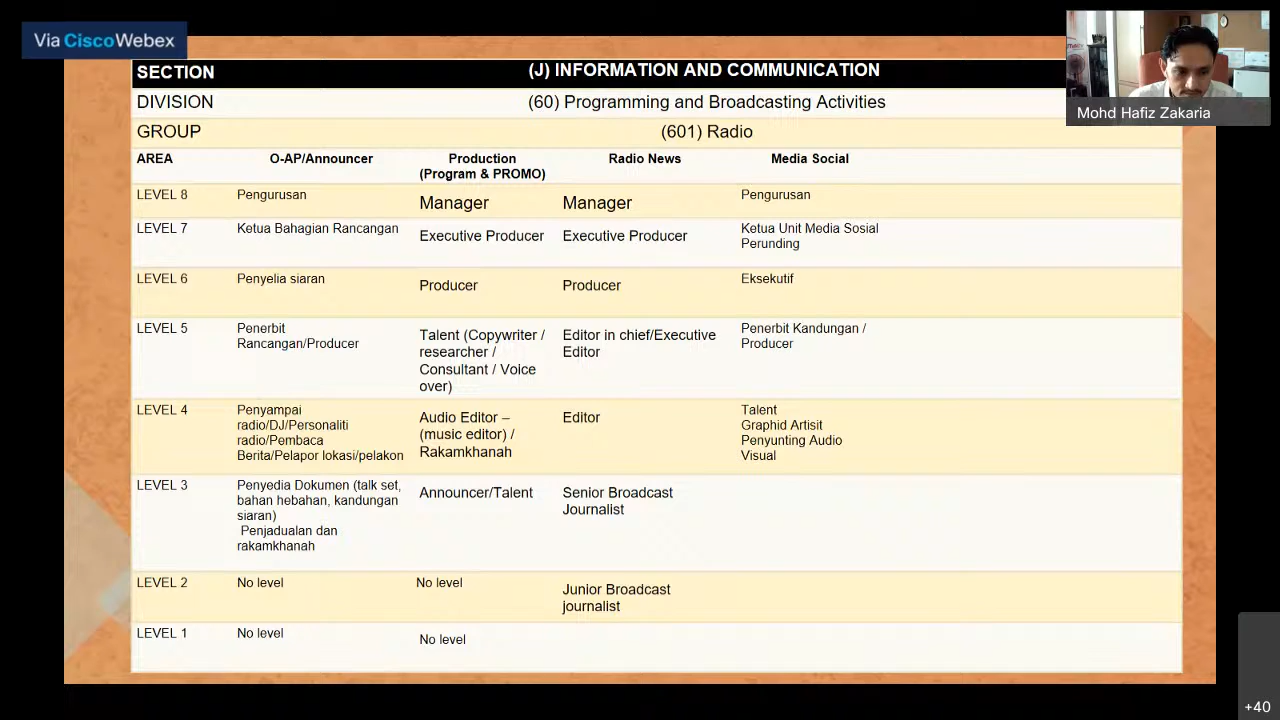 Via Cisco Webex
Mohd Hafiz Zakaria
SECTION (J) INFORMATION AND COMMUNICATION
DIVISION (60) Programming and Broadcasting Activities
GROUP (601) Radio
AREA O-AP/Announcer Production Radio News Media Social
(Program & PROMO)
LEVEL 8 Pengurusan Manager Manager Pengurusan
LEVEL 7 Ketua Bahagian Rancangan Executive Producer Executive Producer Ketua Unit Media Sosial
Perunding
LEVEL 6 Penyelia siaran Producer Producer Eksekutif
LEVEL 5 Penerbit
Rancangan/Producer
Talent (Copywriter /
researcher /
Consultant / Voice
over)
Editor in chief/Executive
Editor
Penerbit Kandungan /
Producer
LEVEL 4 Penyampai
radio/DJ/Personaliti
radio/Pembaca
Berita/Pelapor lokasi/pelakon
Audio Editor –
(music editor) /
Rakamkhanah
Editor
Talent
Graphid Artisit
Penyunting Audio
Visual
LEVEL 3 Penyedia Dokumen (talk set,
bahan hebahan, kandungan
siaran)
Penjadualan dan
rakamkhanah
Announcer/Talent
Senior Broadcast
Journalist
LEVEL 2 No level No level Junior Broadcast
journalist
LEVEL 1 No level No level
+40